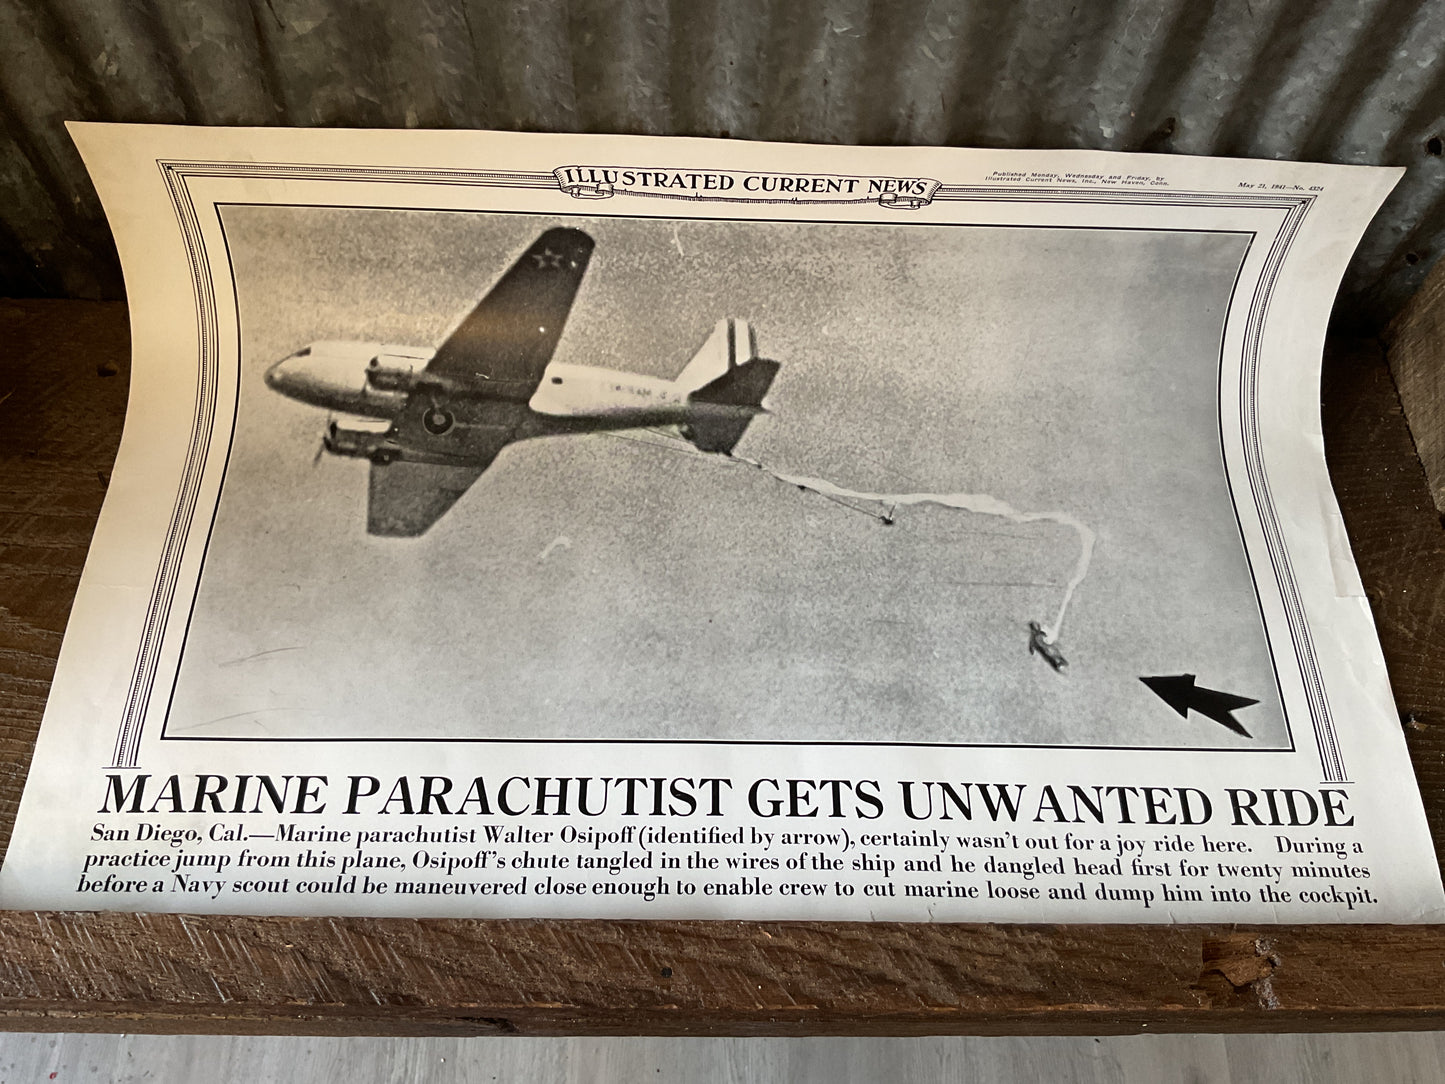 ILLUSTRATED CURRENT NEWS
Published Monday, Wednesday and Friday, by
Illustrated Current News, Inc., New Haven, Conn.
May 21, 1941—No. 4324
MARINE PARACHUTIST GETS UNWANTED RIDE
San Diego, Cal.—Marine parachutist Walter Osipoff (identified by arrow), certainly wasn't out for a joy ride here. During a
practice jump from this plane, Osipoff's chute tangled in the wires of the ship and he dangled head first for twenty minutes
before a Navy scout could be maneuvered close enough to enable crew to cut marine loose and dump him into the cockpit.